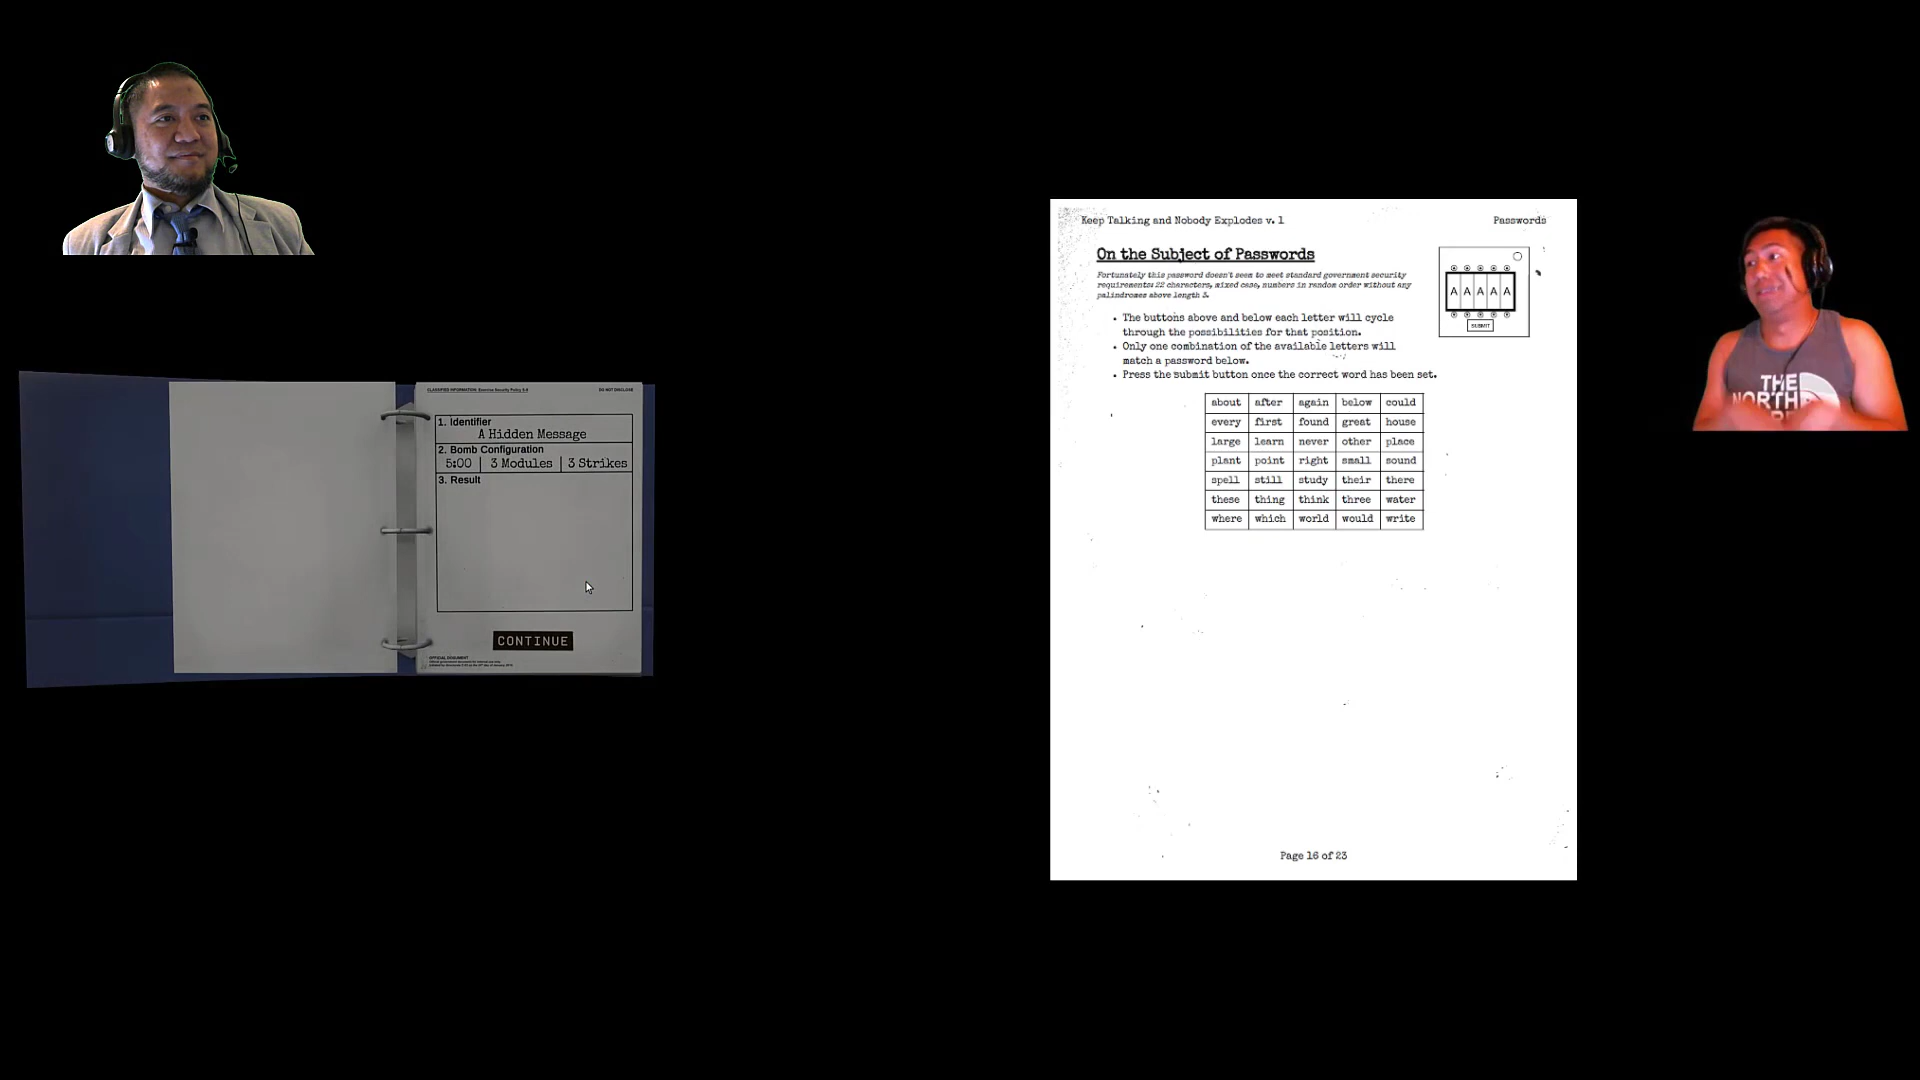 CLASSIFIED INFORMATION:
DO NOT DISCLOSE
1. Identifier
A Hidden Message
2. Bomb Configuration
5:00 3 Modules 3 Strikes
3. Result
CONTINUE
OFFICIAL DOCUMENT
Keep Talking and Nobody Explodes v. 1
Passwords
On the Subject of Passwords
Fortunately this password doesn't seem to meet standard government security
requirements: 22 characters, mixed case, numbers in random order without any
palindromes above length 3.
• The buttons above and below each letter will cycle
through the possibilities for that position.
• Only one combination of the available letters will
match a password below.
• Press the submit button once the correct word has been set.
A A A A A
SUBMIT
about after again below could
every first found great house
large learn never other place
plant point right small sound
spell still study their there
these thing think three water
where which world would write
Page 16 of 23
THE
NORTH